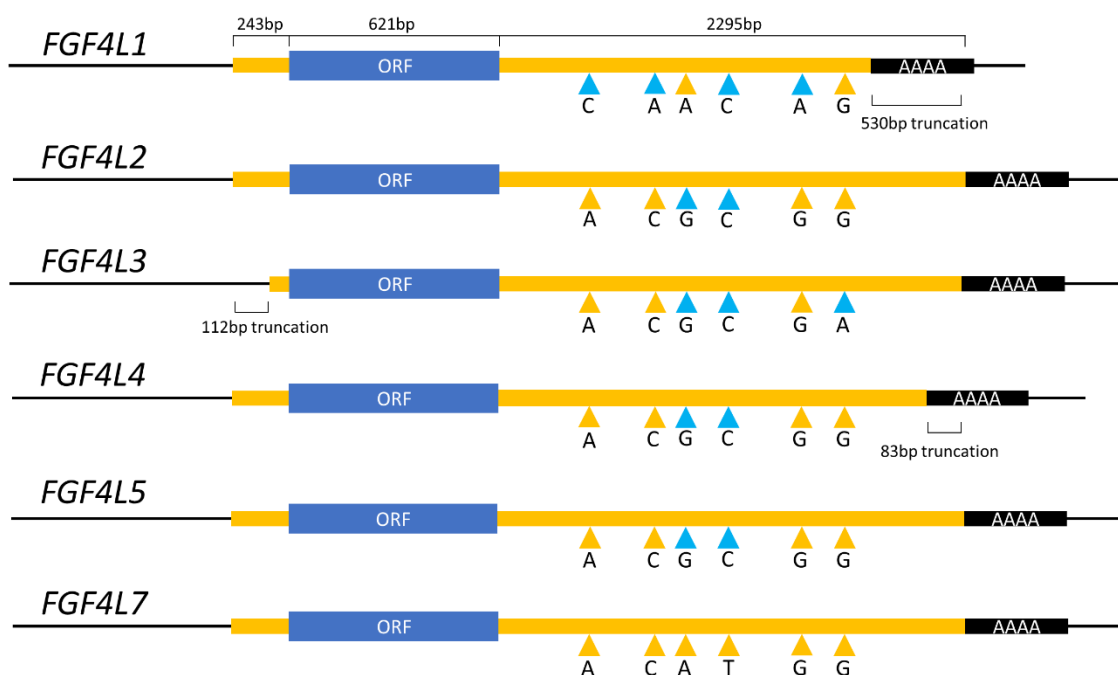 243bp 621bp 2295bp
FGF4L1
ORF AAAA
C A A C A G
530bp truncation
FGF4L2
ORF AAAA
A C G C G G
FGF4L3
ORF AAAA
112bp truncation
A C G C G A
FGF4L4
ORF AAAA
A C G C G G
83bp truncation
FGF4L5
ORF AAAA
A C G C G G
FGF4L7
ORF AAAA
A C A T G G